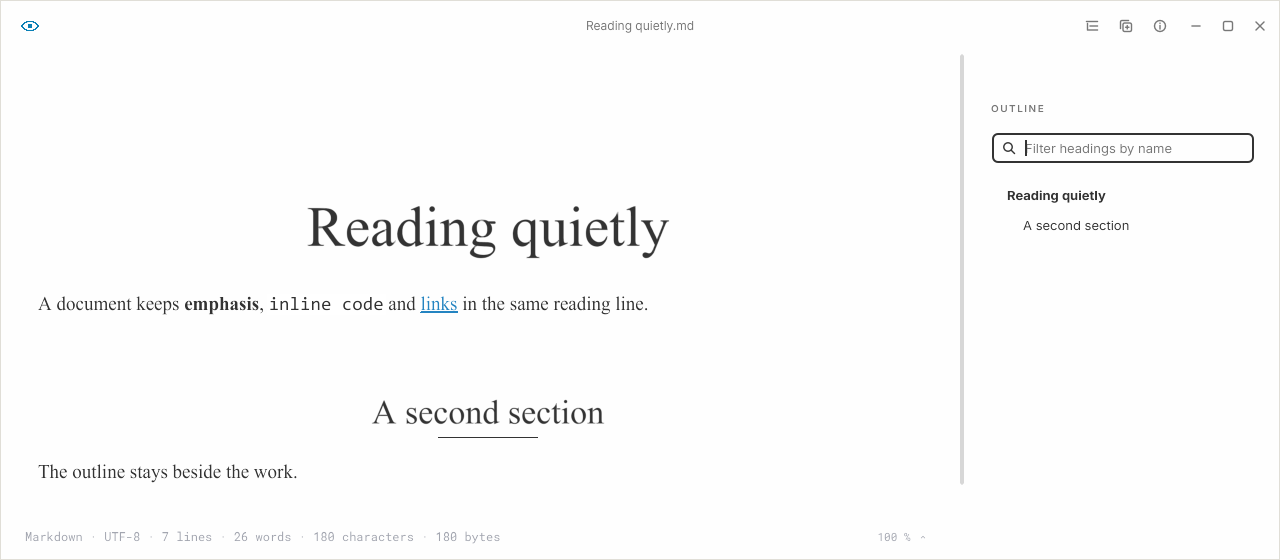 Reading quietly.md
OUTLINE
Filter headings by name
Reading quietly
A second section
Reading quietly
A document keeps emphasis, inline code and links in the same reading line.
A second section
The outline stays beside the work.
Markdown · UTF-8 · 7 lines · 26 words · 180 characters · 180 bytes
100 %